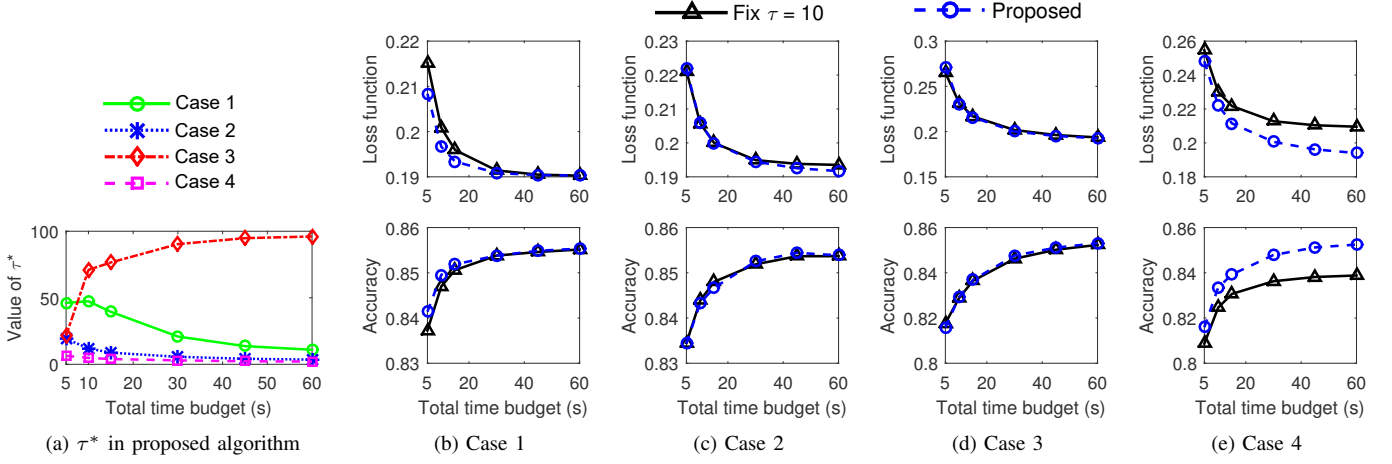 Fix τ = 10
Proposed
Case 1
Case 2
Case 3
Case 4
Value of τ*
100
50
0
5 10 20 30 40 50 60
Total time budget (s)
(a) τ* in proposed algorithm
Loss function
0.22
0.21
0.2
0.19
5 20 40 60
Accuracy
0.86
0.85
0.84
0.83
5 20 40 60
Total time budget (s)
(b) Case 1
Loss function
0.23
0.22
0.21
0.2
0.19
5 20 40 60
Accuracy
0.86
0.85
0.84
0.83
5 20 40 60
Total time budget (s)
(c) Case 2
Loss function
0.3
0.25
0.2
0.15
5 20 40 60
Accuracy
0.86
0.84
0.82
0.8
5 20 40 60
Total time budget (s)
(d) Case 3
Loss function
0.26
0.24
0.22
0.2
0.18
5 20 40 60
Accuracy
0.86
0.84
0.82
0.8
5 20 40 60
Total time budget (s)
(e) Case 4